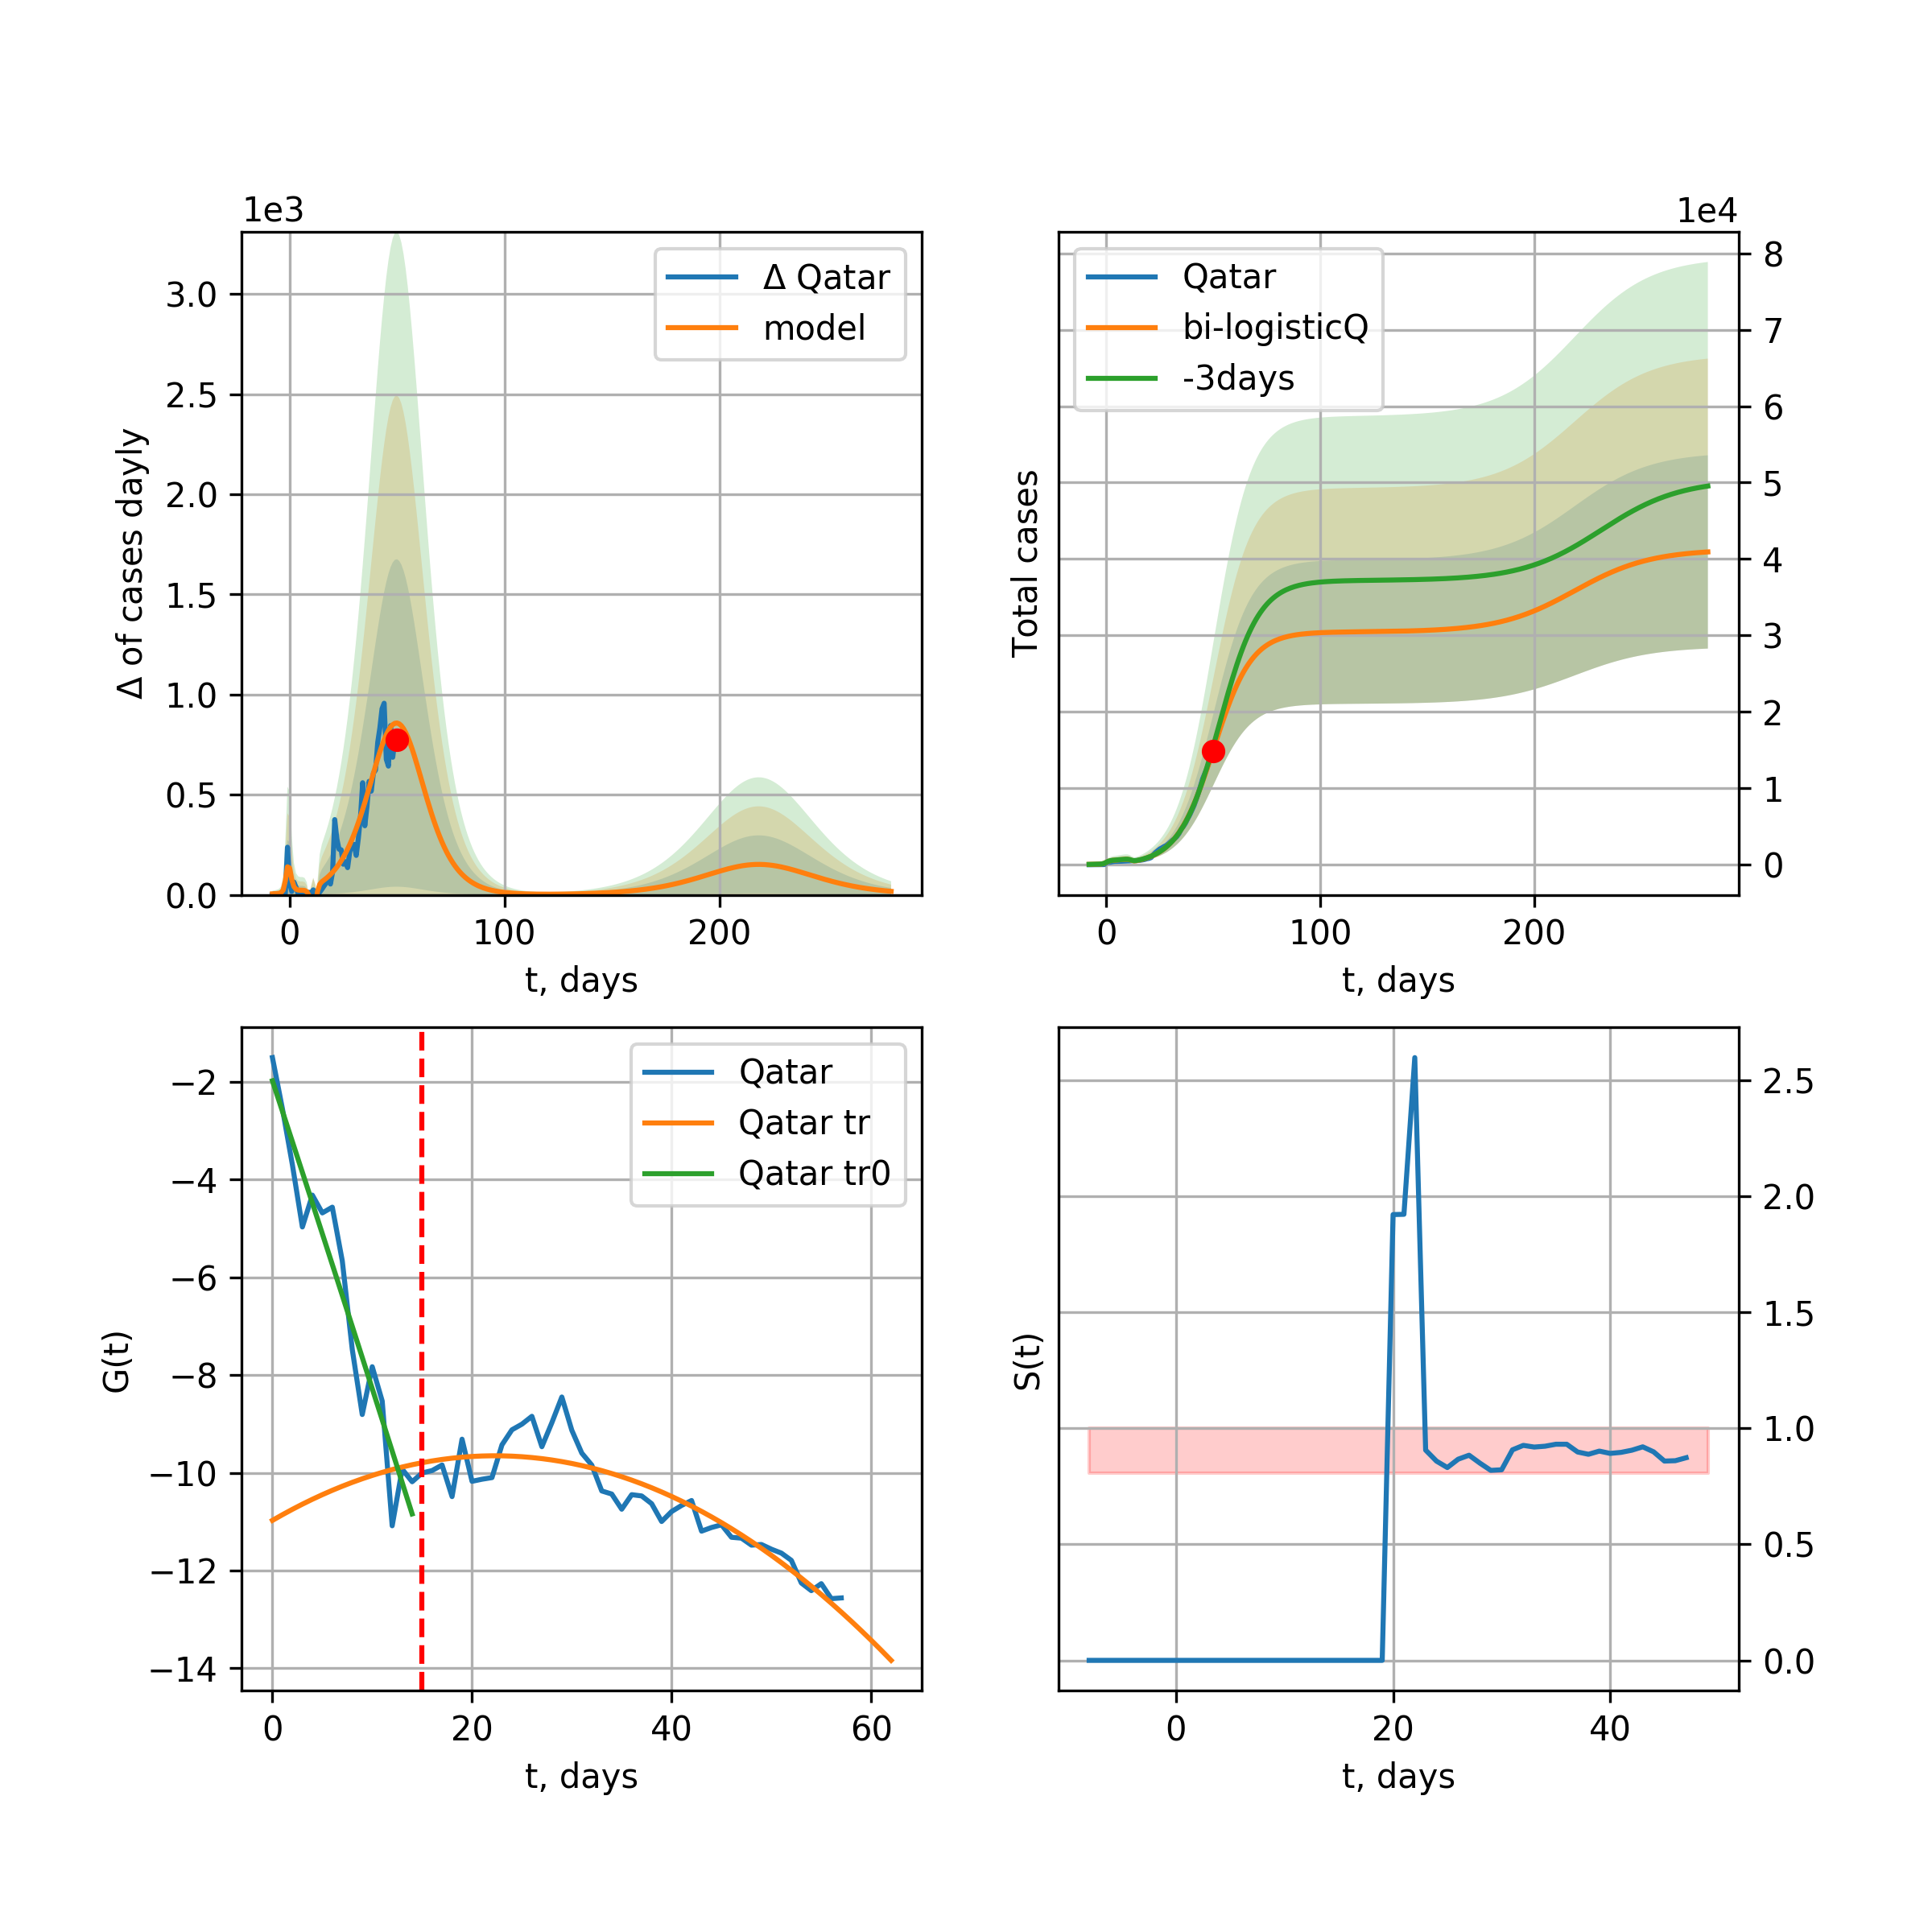 1e3
Δ of cases dayly
3.0
2.5
2.0
1.5
1.0
0.5
0.0
Δ Qatar
model
0 100 200
t, days
1e4
Total cases
Qatar
bi-logisticQ
-3days
8
7
6
5
4
3
2
1
0
0 100 200
t, days
G(t)
−2
−4
−6
−8
−10
−12
−14
Qatar
Qatar tr
Qatar tr0
0 20 40 60
t, days
S(t)
2.5
2.0
1.5
1.0
0.5
0.0
0 20 40
t, days